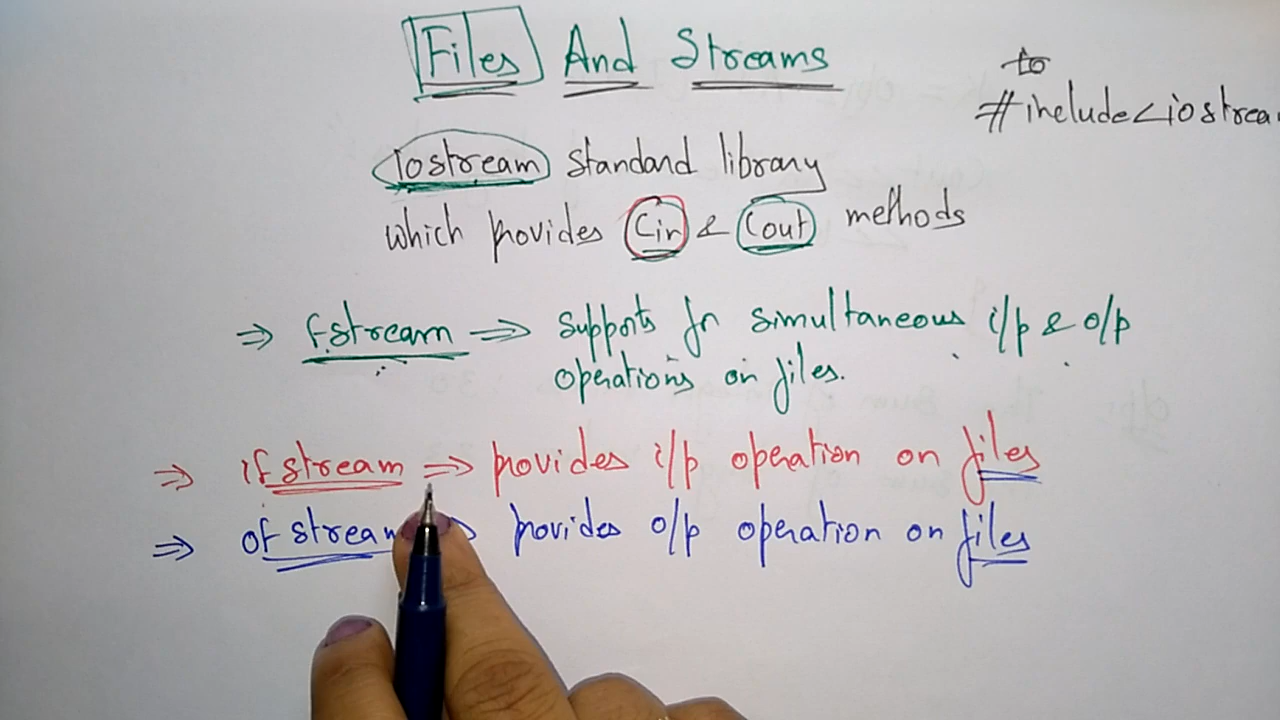 Files And Streams
to
#include<iostrea
Iostream standard library
which provides Cin & Cout methods
⇒ fstream ⇒ supports for simultaneous i/p & o/p
operations on files.
⇒ ifstream ⇒ provides i/p operation on files
⇒ ofstream provides o/p operation on files